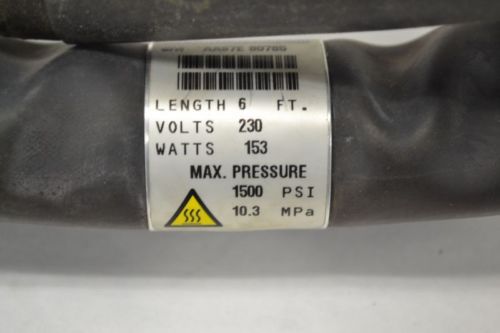 LENGTH 6 FT.
VOLTS 230
WATTS 153
MAX. PRESSURE
1500 PSI
10.3 MPa